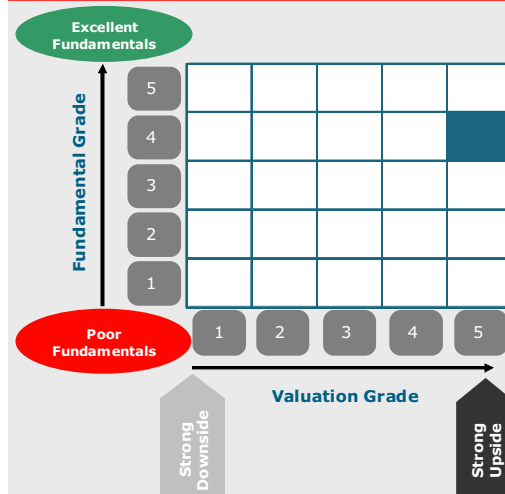 Excellent
Fundamentals
Fundamental Grade
5
4
3
2
1
Poor
Fundamentals
1
2
3
4
5
Valuation Grade
Strong
Downside
Strong
Upside